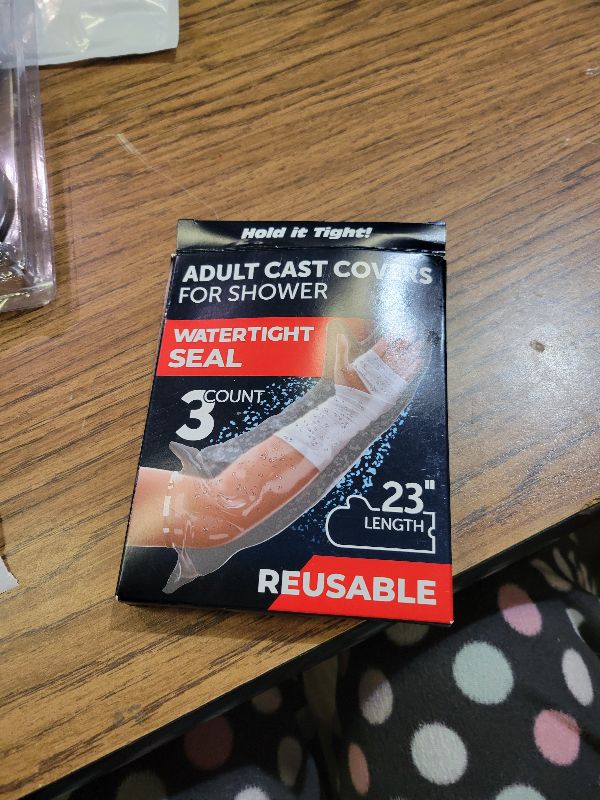 Hold it Tight!
ADULT CAST COVERS
FOR SHOWER
WATERTIGHT
SEAL
3 COUNT
23"
LENGTH
REUSABLE